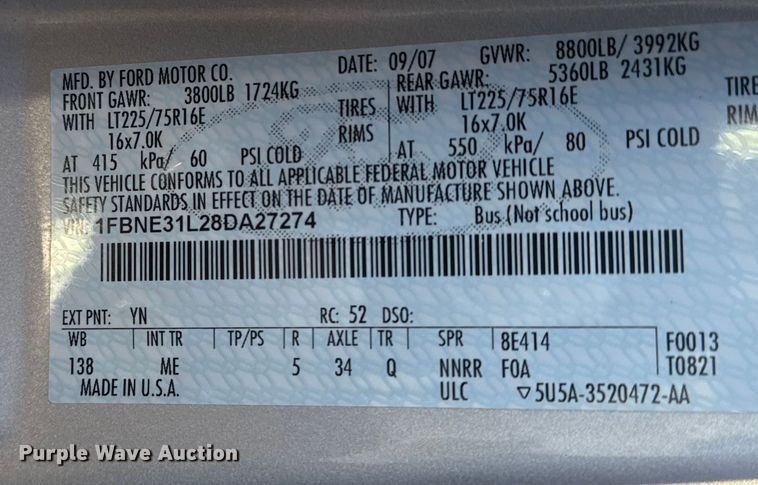 MFD. BY FORD MOTOR CO. DATE: 09/07 GVWR: 8800LB/ 3992KG
FRONT GAWR: 3800LB 1724KG REAR GAWR: 5360LB 2431KG
WITH LT225/75R16E TIRES WITH LT225/75R16E TIRE
16x7.0K RIMS 16x7.0K RIMS
AT 415 kPa/ 60 PSI COLD AT 550 kPa/ 80 PSI COLD
THIS VEHICLE CONFORMS TO ALL APPLICABLE FEDERAL MOTOR VEHICLE
SAFETY STANDARDS IN EFFECT ON THE DATE OF MANUFACTURE SHOWN ABOVE.
VIN: 1FBNE31L28DA27274 TYPE: Bus (Not school bus)
EXT PNT: YN RC: 52 DSO:
WB INT TR TP/PS R AXLE TR SPR 8E414 F0013
138 ME 5 34 Q NNRR FOA T0821
MADE IN U.S.A. ULC ▽5U5A-3520472-AA
Purple Wave Auction